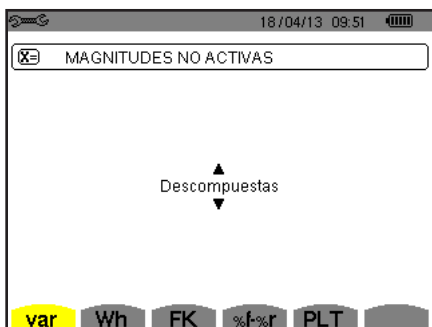 18/04/13 09:51
X= MAGNITUDES NO ACTIVAS
Descompuestas
var Wh FK %f-%r PLT